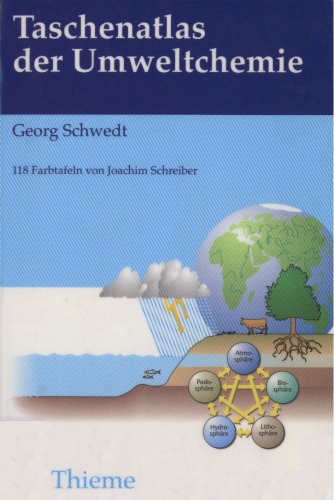 Taschenatlas
der Umweltchemie
Georg Schwedt
118 Farbtafeln von Joachim Schreiber
Atmo-
sphäre
Pedo-
sphäre
Bio-
sphäre
Hydro-
sphäre
Litho-
sphäre
Thieme